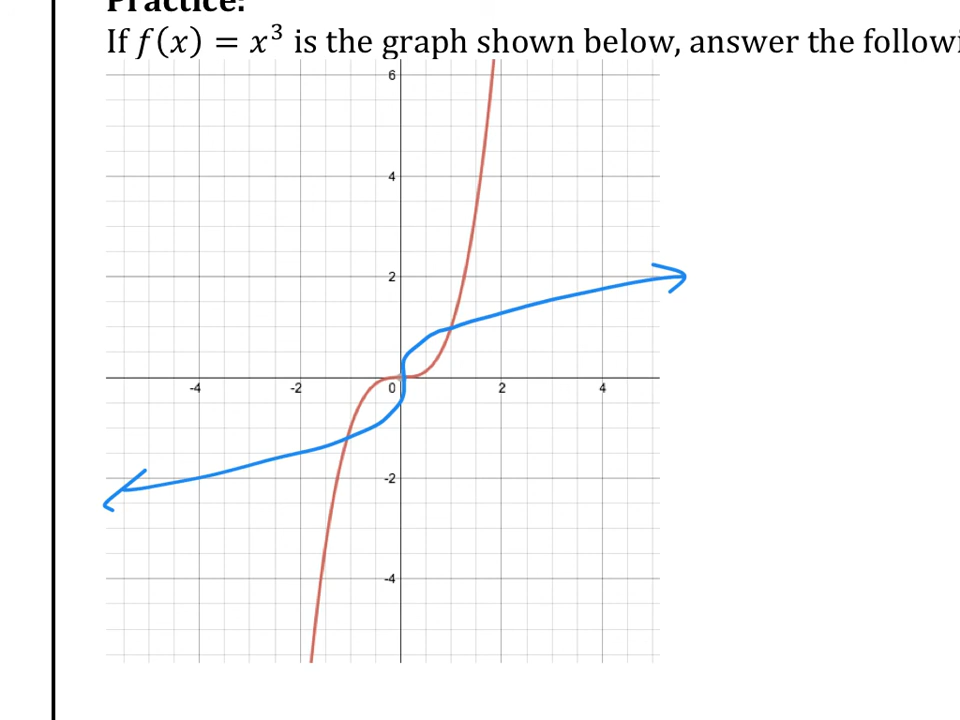 Practice:
If f(x) = x³ is the graph shown below, answer the followi
6
4
2
-4 -2 0 2 4
-2
-4